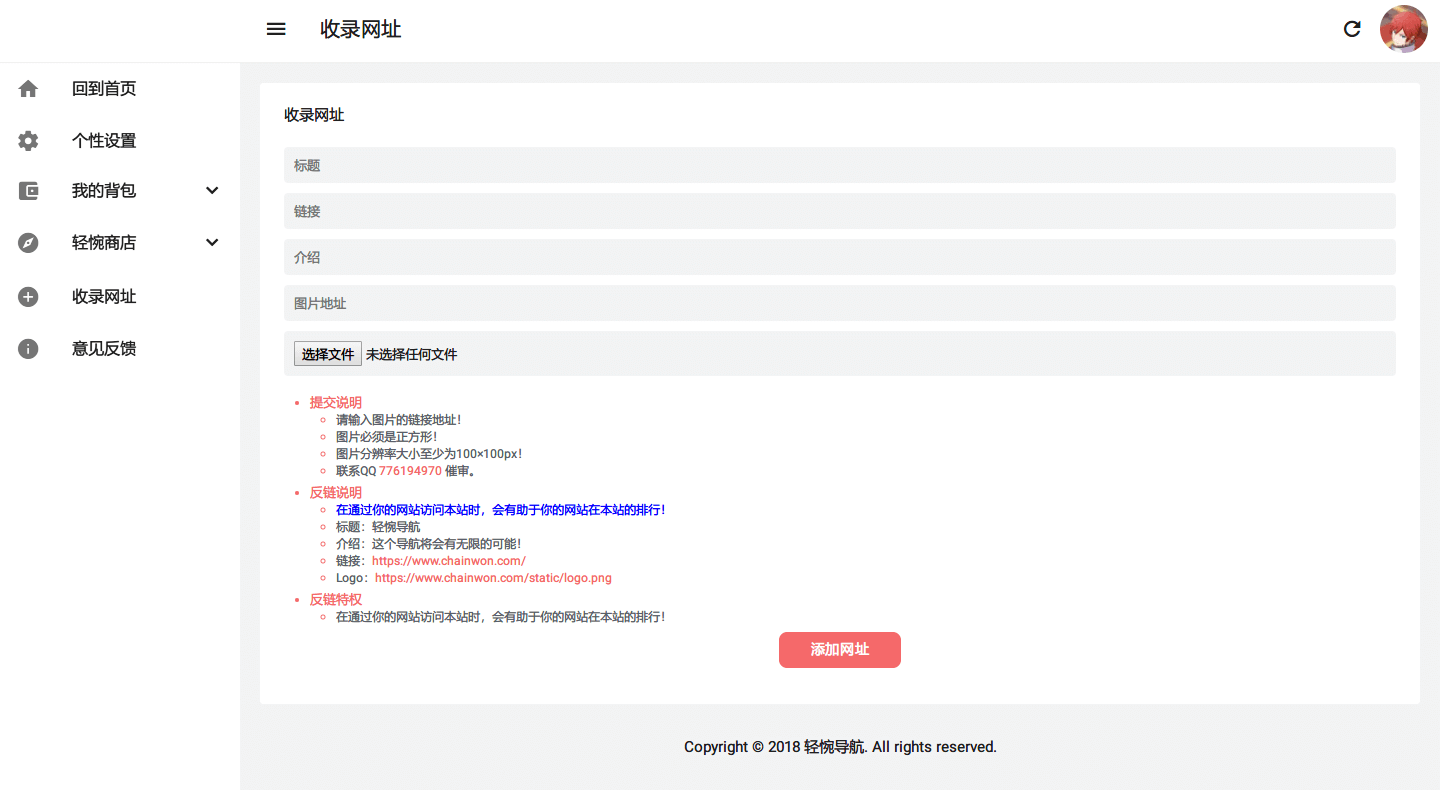 收录网址
回到首页
个性设置
我的背包
轻惋商店
收录网址
意见反馈
收录网址
标题
链接
介绍
图片地址
选择文件 未选择任何文件
提交说明
请输入图片的链接地址！
图片必须是正方形！
图片分辨率大小至少为100×100px！
联系QQ 776194970 催审。
反链说明
在通过你的网站访问本站时，会有助于你的网站在本站的排行！
标题：轻惋导航
介绍：这个导航将会有无限的可能！
链接：https://www.chainwon.com/
Logo：https://www.chainwon.com/static/logo.png
反链特权
在通过你的网站访问本站时，会有助于你的网站在本站的排行！
添加网址
Copyright © 2018 轻惋导航. All rights reserved.